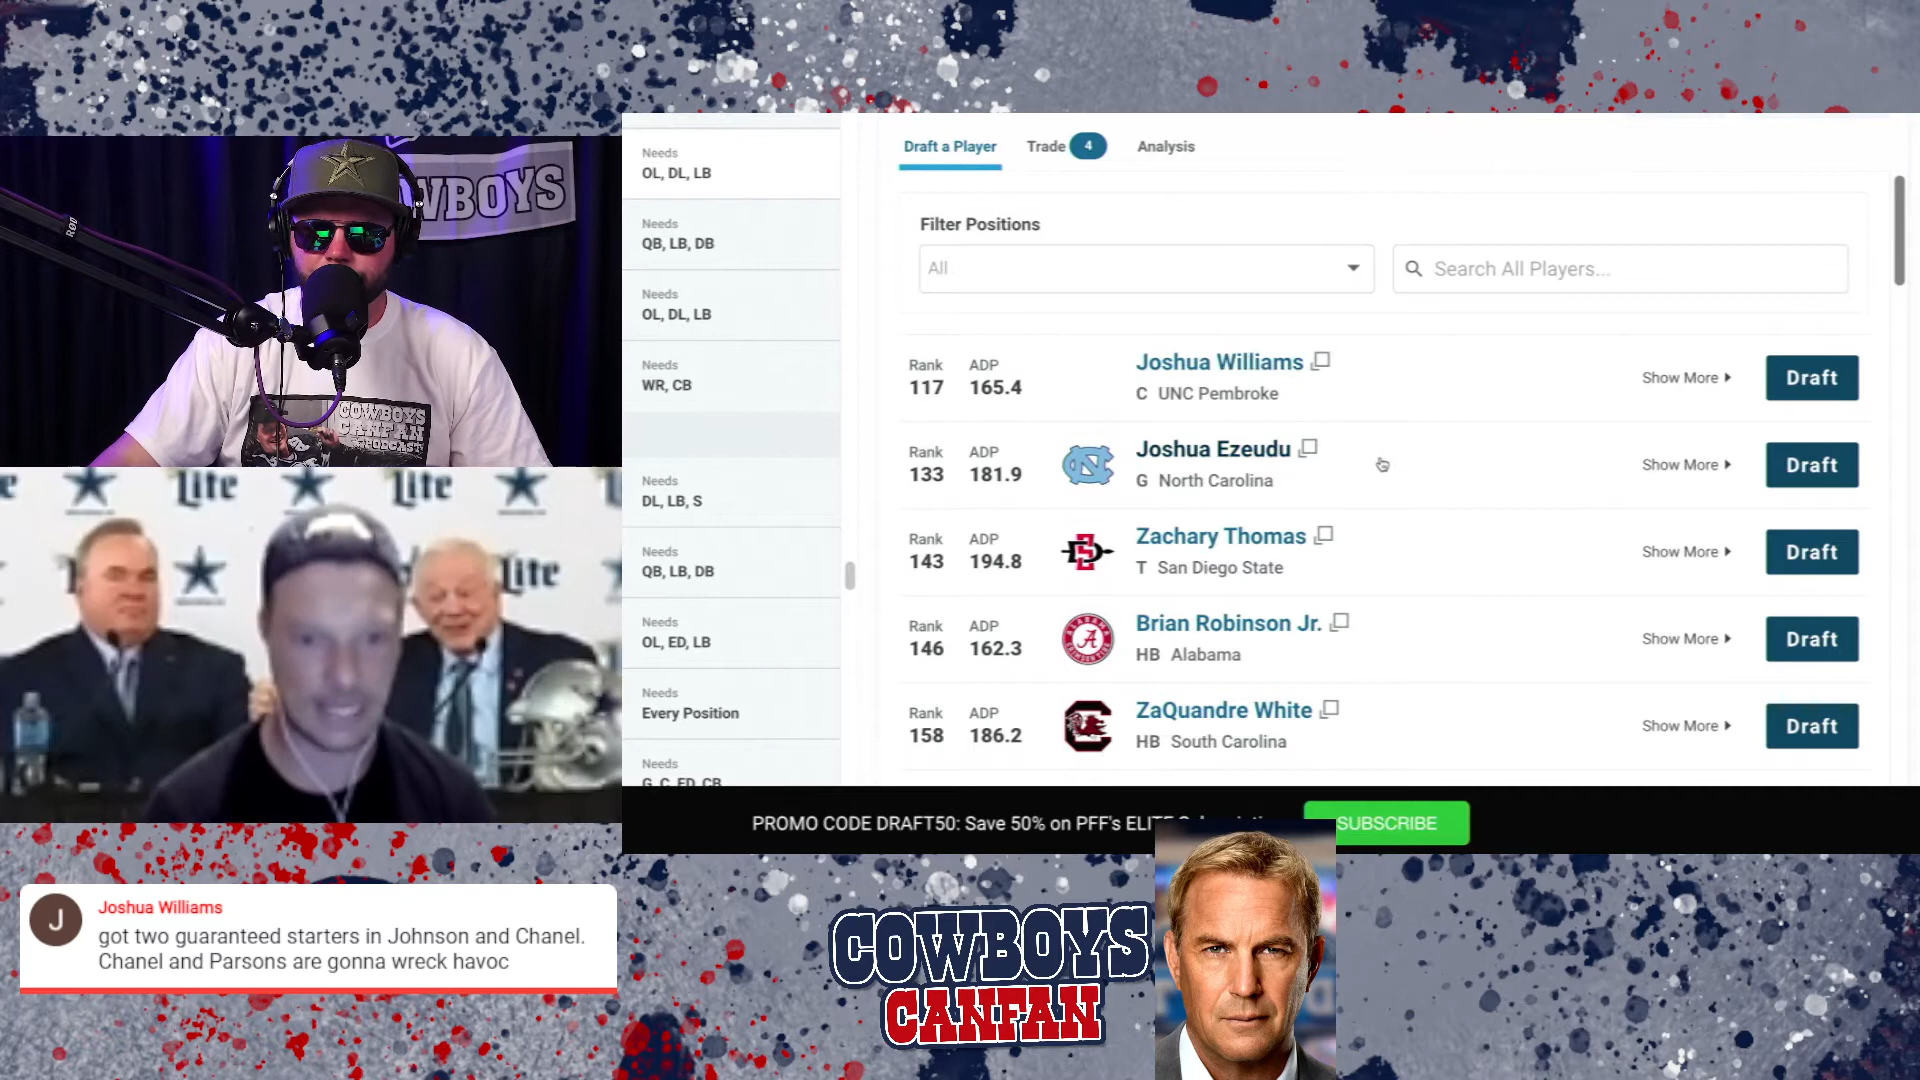 WBOYS
RØD
COWBOYS
CANFAN
PODCAST
Lite
Lite
Lite
Needs
OL, DL, LB
Needs
QB, LB, DB
Needs
OL, DL, LB
Needs
WR, CB
Needs
DL, LB, S
Needs
QB, LB, DB
Needs
OL, ED, LB
Needs
Every Position
Needs
G, C, ED, CB
Draft a Player Trade 4 Analysis
Filter Positions
All Search All Players...
Rank ADP Joshua Williams
117 165.4 C UNC Pembroke Show More Draft
Rank ADP Joshua Ezeudu
133 181.9 G North Carolina Show More Draft
Rank ADP Zachary Thomas
143 194.8 T San Diego State Show More Draft
Rank ADP Brian Robinson Jr.
146 162.3 HB Alabama Show More Draft
Rank ADP ZaQuandre White
158 186.2 HB South Carolina Show More Draft
PROMO CODE DRAFT50: Save 50% on PFF's SUBSCRIBE
J Joshua Williams
got two guaranteed starters in Johnson and Chanel.
Chanel and Parsons are gonna wreck havoc
COWBOYS
CANFAN